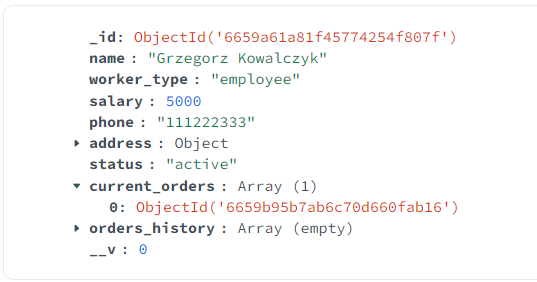 _id: ObjectId('6659a61a81f45774254f807f')
name : "Grzegorz Kowalczyk"
worker_type : "employee"
salary : 5000
phone : "111222333"
address : Object
status : "active"
current_orders : Array (1)
0: ObjectId('6659b95b7ab6c70d660fab16')
orders_history : Array (empty)
__v : 0